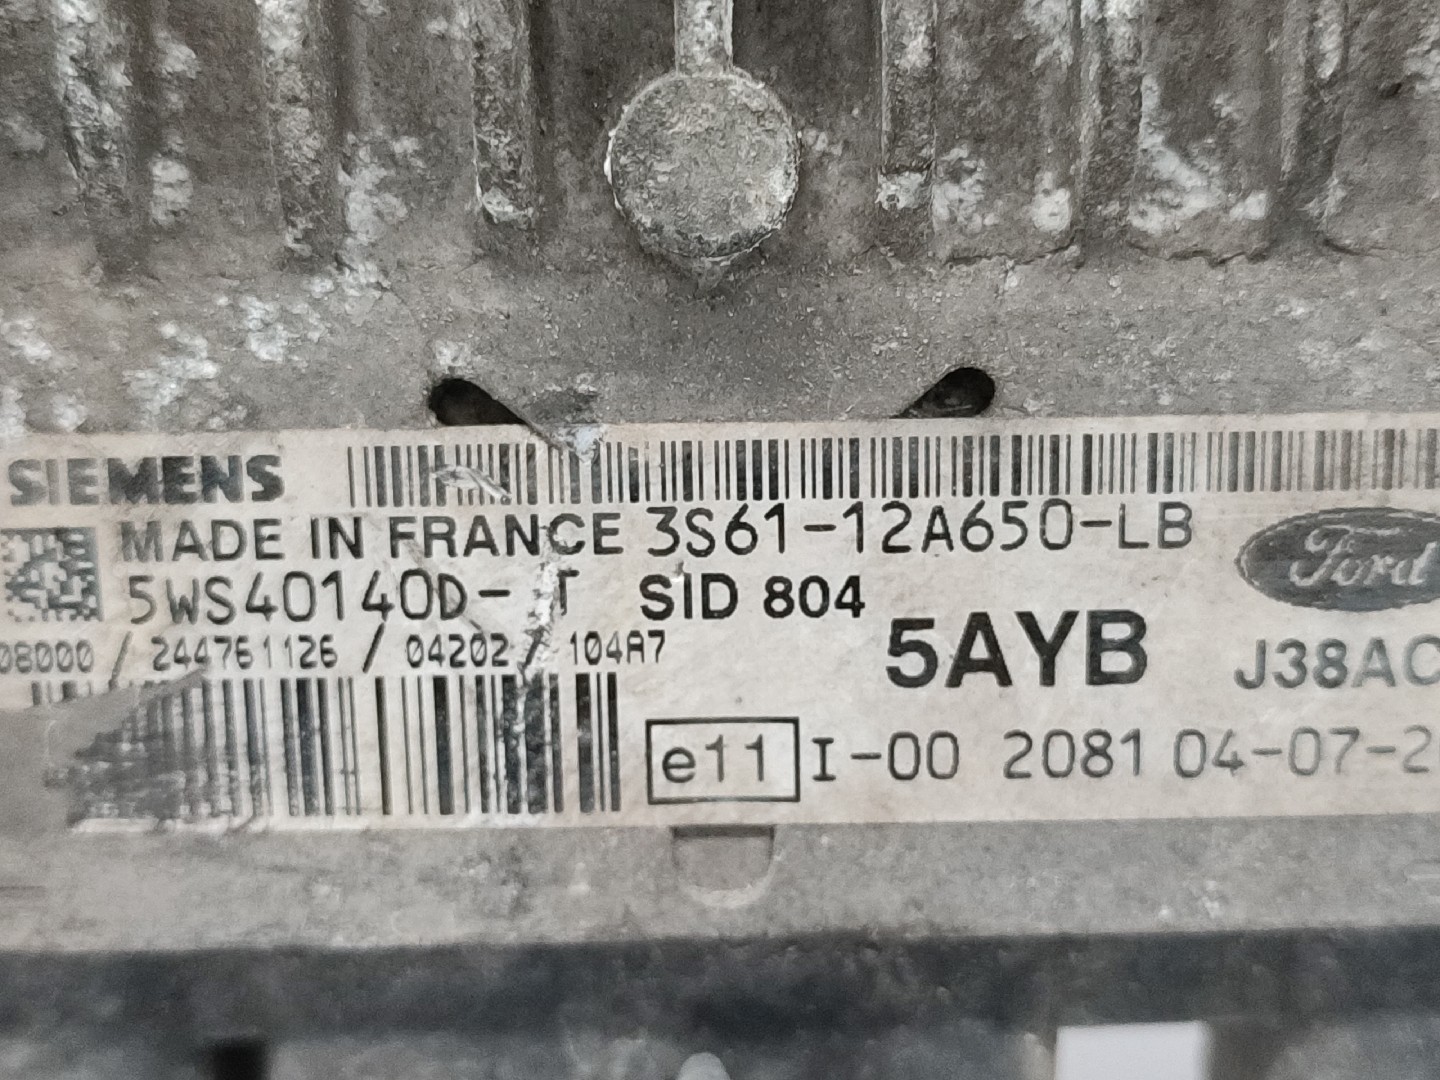 SIEMENS
MADE IN FRANCE 3S61-12A650-LB
Ford
5WS40140D- T SID 804
08000 / 244761126 / 04202 / 104A7
5AYB J38AC
e11 I-00 2081 04-07-2